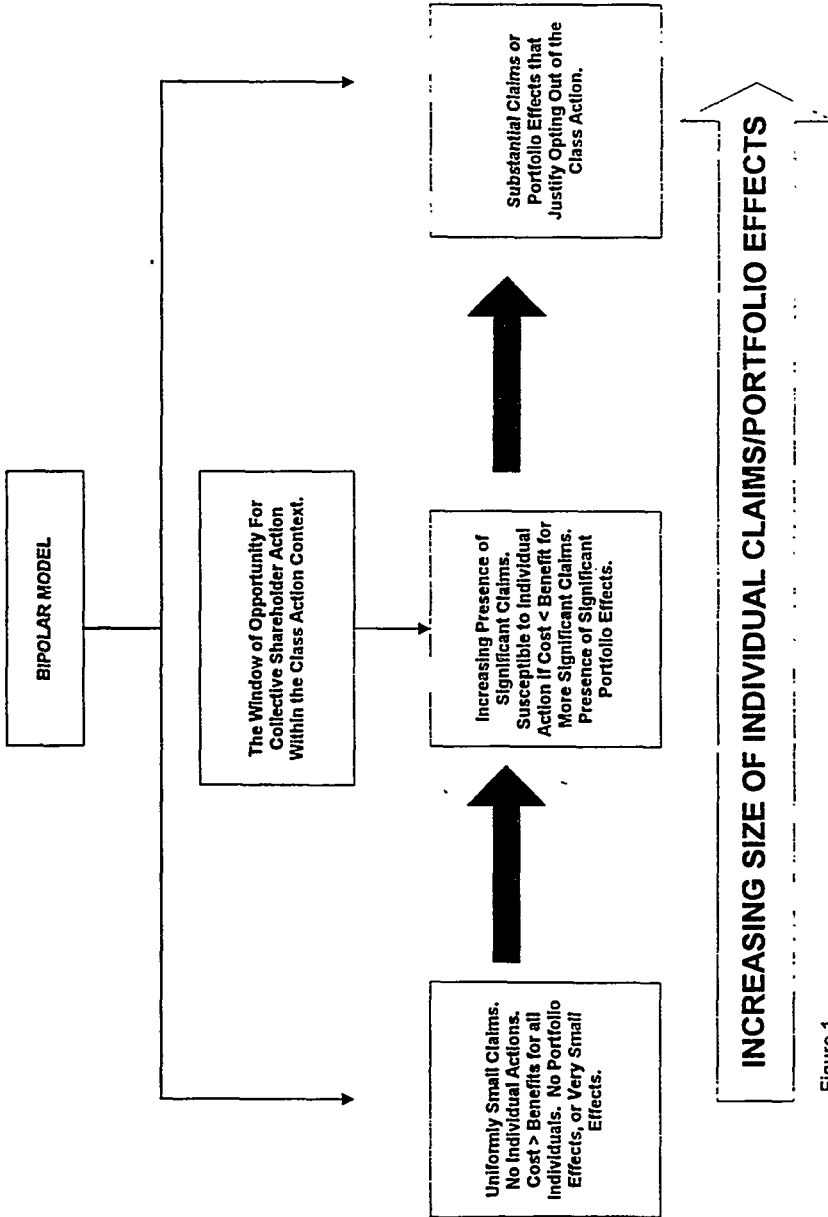 BIPOLAR MODEL
The Window of Opportunity For
Collective Shareholder Action
Within the Class Action Context.
Uniformly Small Claims.
No Individual Actions.
Cost > Benefits for all
Individuals. No Portfolio
Effects, or Very Small
Effects.
Increasing Presence of
Significant Claims.
Susceptible to Individual
Action if Cost < Benefit for
More Significant Claims.
Presence of Significant
Portfolio Effects.
Substantial Claims or
Portfolio Effects that
Justify Opting Out of the
Class Action.
INCREASING SIZE OF INDIVIDUAL CLAIMS/PORTFOLIO EFFECTS
Figure 1